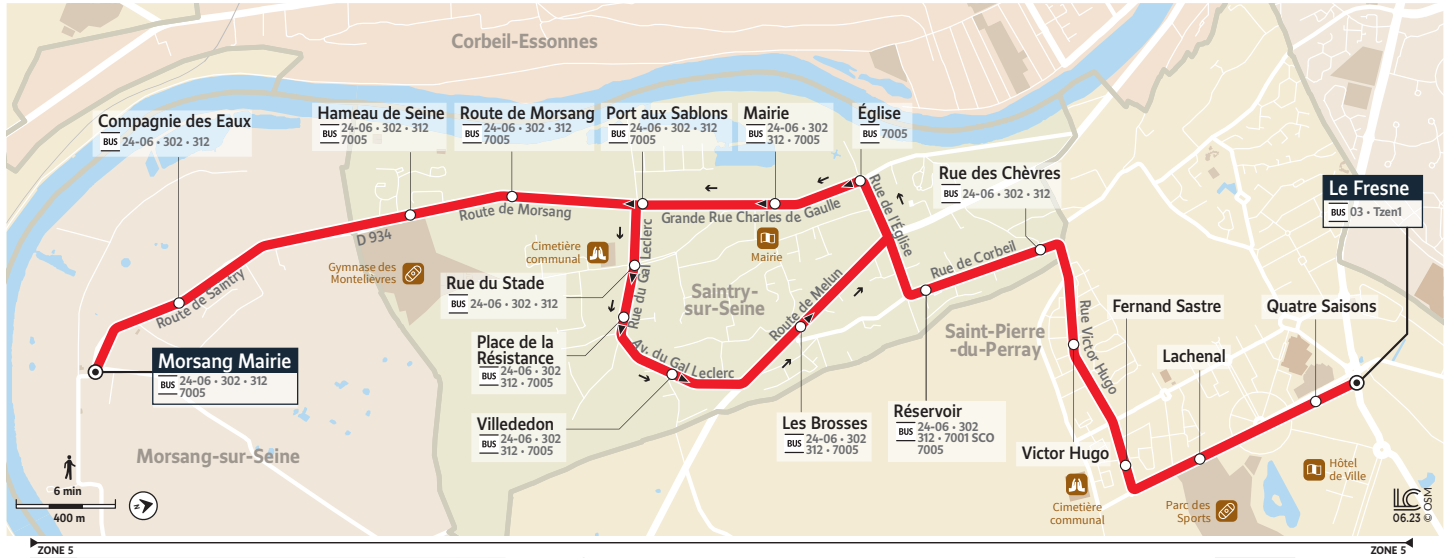 Corbeil-Essonnes
Compagnie des Eaux
BUS 24-06 • 302 • 312
Hameau de Seine
BUS 24-06 • 302 • 312
7005
Route de Morsang
BUS 24-06 • 302 • 312
7005
Port aux Sablons
BUS 24-06 • 302 • 312
7005
Mairie
BUS 24-06 • 302
312 • 7005
Église
BUS 7005
Rue des Chèvres
BUS 24-06 • 302 • 312
Le Fresne
BUS 03 • Tzen1
Route de Morsang
Grande Rue Charles de Gaulle
Rue de l'Église
D 934
Gymnase des
Montelièvres
Cimetière
communal
Rue du Gal Leclerc
Mairie
Rue de Corbeil
Route de Saintry
Rue du Stade
BUS 24-06 • 302 • 312
Saintry-
sur-Seine
Route de Melun
Saint-Pierre
-du-Perray
Rue Victor Hugo
Fernand Sastre
Quatre Saisons
Place de la
Résistance
BUS 24-06 • 302
312 • 7005
Av. du Gal Leclerc
Lachenal
Morsang Mairie
BUS 24-06 • 302 • 312
7005
Villededon
BUS 24-06 • 302
312 • 7005
Les Brosses
BUS 24-06 • 302
312 • 7005
Réservoir
BUS 24-06 • 302
312 • 7001 SCO
7005
Victor Hugo
Morsang-sur-Seine
Hôtel
de Ville
Cimetière
communal
Parc des
Sports
6 min
400 m
N
LC
06.23
© OSM
ZONE 5
ZONE 5